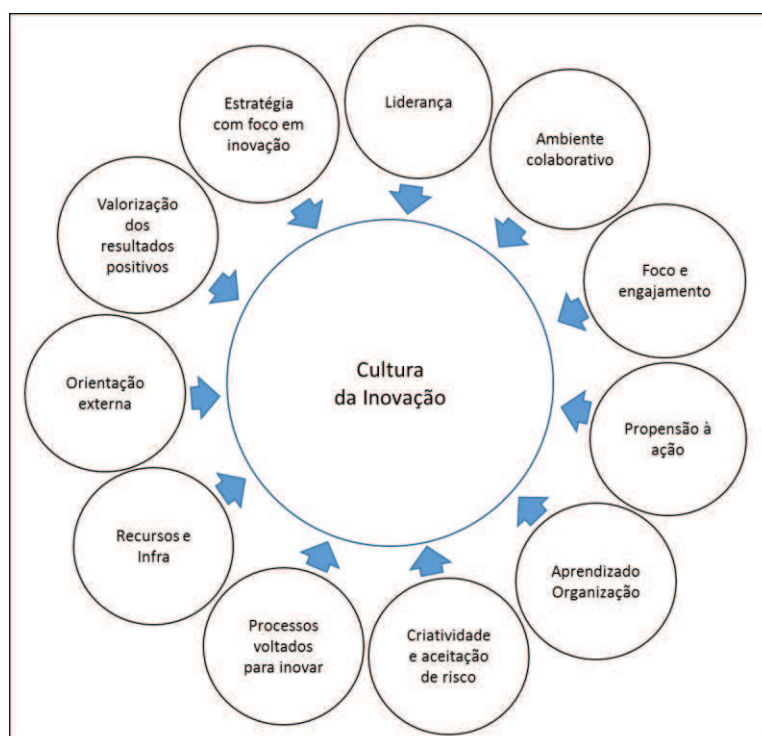 Liderança
Ambiente
colaborativo
Foco e
engajamento
Propensão à
ação
Aprendizado
Organização
Criatividade
e aceitação
de risco
Processos
voltados
para inovar
Recursos e
Infra
Orientação
externa
Valorização
dos
resultados
positivos
Estratégia
com foco em
inovação
Cultura
da Inovação